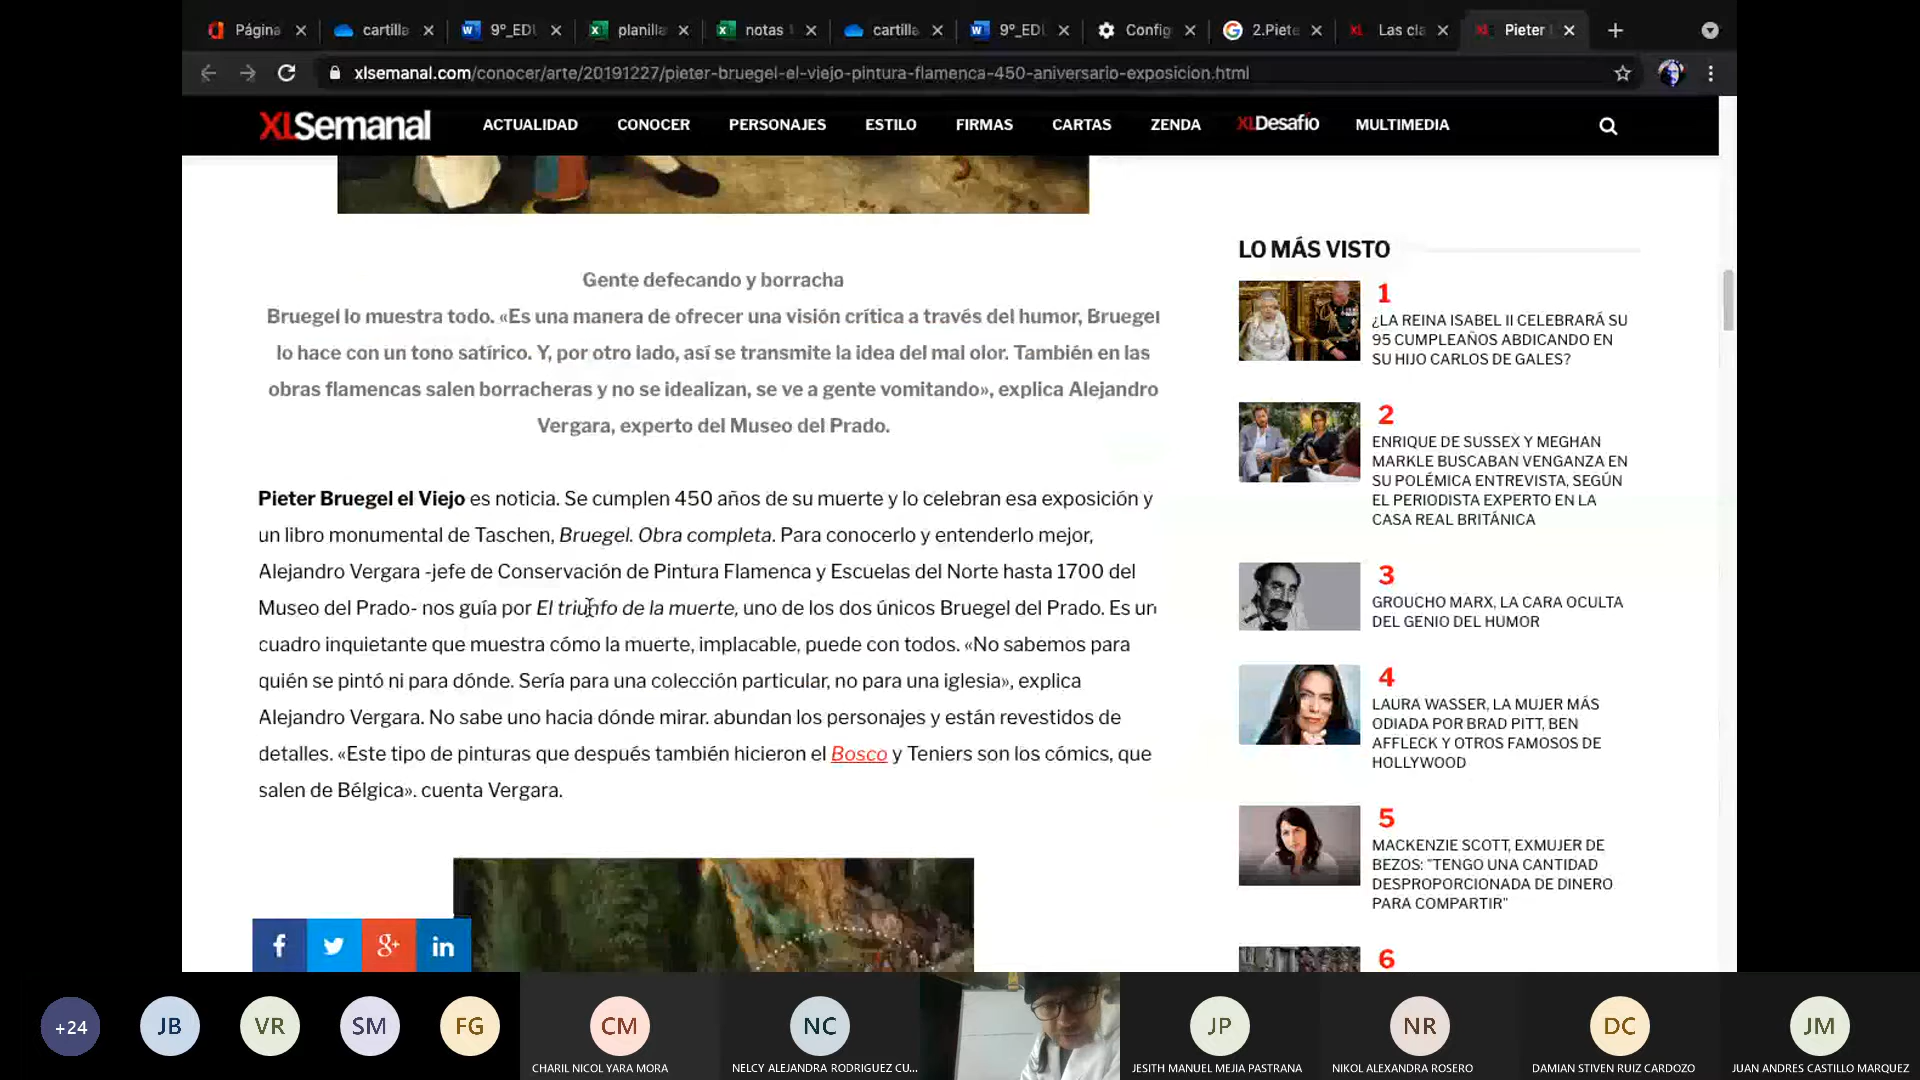 Página
cartilla
9º_EDU
planilla
notas
cartilla
9º_EDU
Config
2.Piete
Las cla
Pieter
xlsemanal.com/conocer/arte/20191227/pieter-bruegel-el-viejo-pintura-flamenca-450-aniversario-exposicion.html
XLSemanal
ACTUALIDAD
CONOCER
PERSONAJES
ESTILO
FIRMAS
CARTAS
ZENDA
XLDesafío
MULTIMEDIA
Gente defecando y borracha
Bruegel lo muestra todo. «Es una manera de ofrecer una visión crítica a través del humor, Bruegel
lo hace con un tono satírico. Y, por otro lado, así se transmite la idea del mal olor. También en las
obras flamencas salen borracheras y no se idealizan, se ve a gente vomitando», explica Alejandro
Vergara, experto del Museo del Prado.
Pieter Bruegel el Viejo es noticia. Se cumplen 450 años de su muerte y lo celebran esa exposición y
un libro monumental de Taschen, Bruegel. Obra completa. Para conocerlo y entenderlo mejor,
Alejandro Vergara -jefe de Conservación de Pintura Flamenca y Escuelas del Norte hasta 1700 del
Museo del Prado- nos guía por El triunfo de la muerte, uno de los dos únicos Bruegel del Prado. Es un
cuadro inquietante que muestra cómo la muerte, implacable, puede con todos. «No sabemos para
quién se pintó ni para dónde. Sería para una colección particular, no para una iglesia», explica
Alejandro Vergara. No sabe uno hacia dónde mirar. abundan los personajes y están revestidos de
detalles. «Este tipo de pinturas que después también hicieron el Bosco y Teniers son los cómics, que
salen de Bélgica». cuenta Vergara.
LO MÁS VISTO
1
¿LA REINA ISABEL II CELEBRARÁ SU
95 CUMPLEAÑOS ABDICANDO EN
SU HIJO CARLOS DE GALES?
2
ENRIQUE DE SUSSEX Y MEGHAN
MARKLE BUSCABAN VENGANZA EN
SU POLÉMICA ENTREVISTA, SEGÚN
EL PERIODISTA EXPERTO EN LA
CASA REAL BRITÁNICA
3
GROUCHO MARX, LA CARA OCULTA
DEL GENIO DEL HUMOR
4
LAURA WASSER, LA MUJER MÁS
ODIADA POR BRAD PITT, BEN
AFFLECK Y OTROS FAMOSOS DE
HOLLYWOOD
5
MACKENZIE SCOTT, EXMUJER DE
BEZOS: "TENGO UNA CANTIDAD
DESPROPORCIONADA DE DINERO
PARA COMPARTIR"
6
+24
JB
VR
SM
FG
CM
NC
JP
NR
DC
JM
CHARIL NICOL YARA MORA
NELCY ALEJANDRA RODRIGUEZ CU...
JESITH MANUEL MEJIA PASTRANA
NIKOL ALEXANDRA ROSERO
DAMIAN STIVEN RUIZ CARDOZO
JUAN ANDRES CASTILLO MARQUEZ